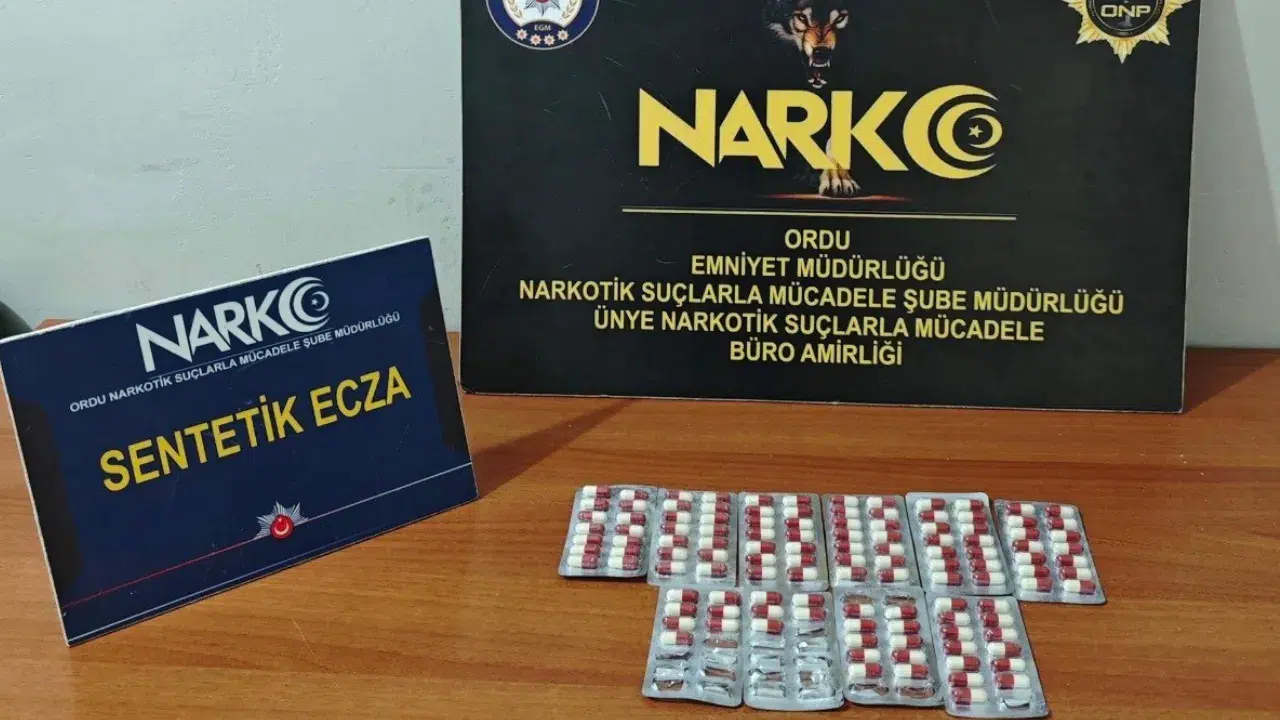 EGM
ONP
NARKO
ORDU
EMNİYET MÜDÜRLÜĞÜ
NARKOTİK SUÇLARLA MÜCADELE ŞUBE MÜDÜRLÜĞÜ
ÜNYE NARKOTİK SUÇLARLA MÜCADELE
BÜRO AMİRLİĞİ
NARKO
ORDU NARKOTİK SUÇLARLA MÜCADELE ŞUBE MÜDÜRLÜĞÜ
SENTETİK ECZA